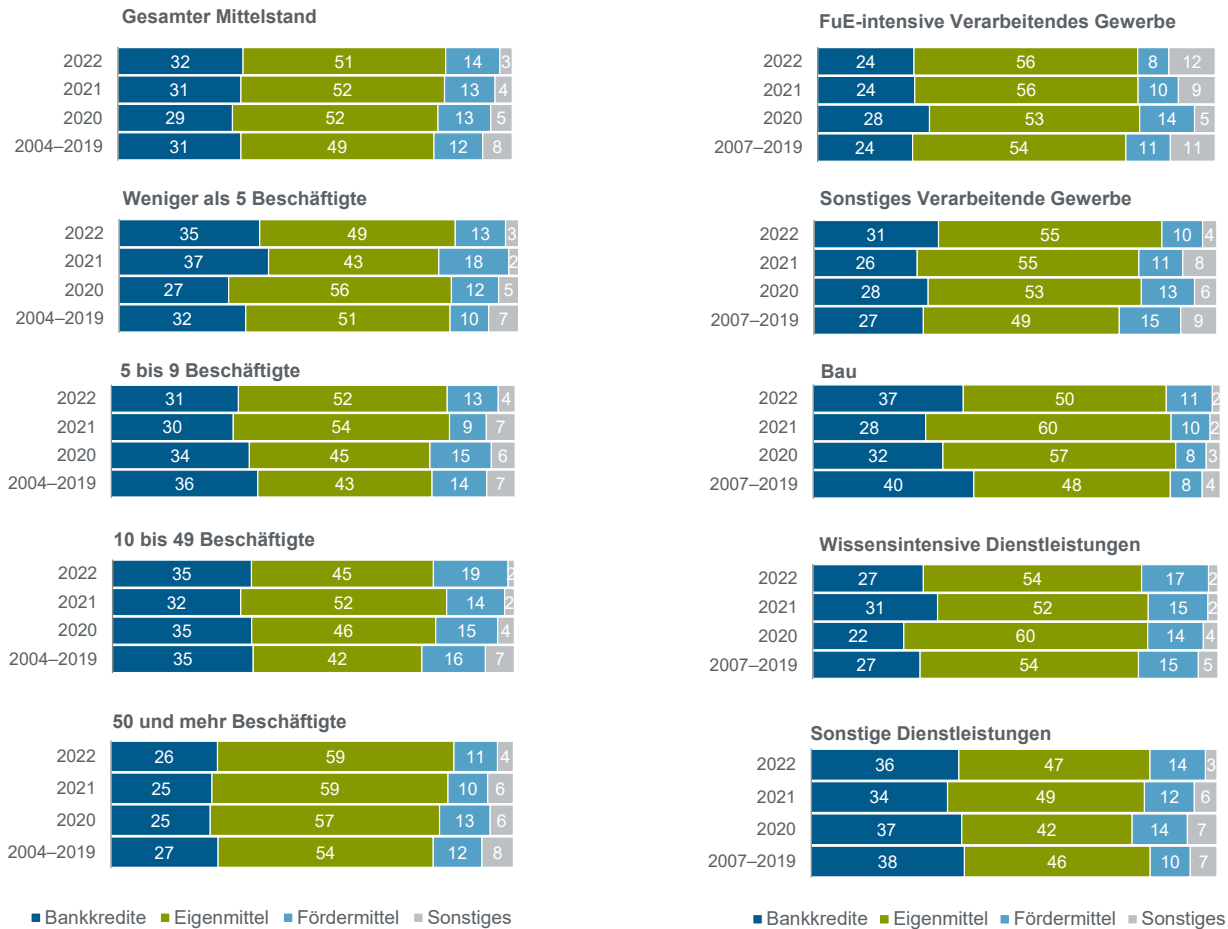 Gesamter Mittelstand
2022 32 51 14 3
2021 31 52 13 4
2020 29 52 13 5
2004–2019 31 49 12 8
Weniger als 5 Beschäftigte
2022 35 49 13 3
2021 37 43 18 2
2020 27 56 12 5
2004–2019 32 51 10 7
5 bis 9 Beschäftigte
2022 31 52 13 4
2021 30 54 9 7
2020 34 45 15 6
2004–2019 36 43 14 7
10 bis 49 Beschäftigte
2022 35 45 19 2
2021 32 52 14 2
2020 35 46 15 4
2004–2019 35 42 16 7
50 und mehr Beschäftigte
2022 26 59 11 4
2021 25 59 10 6
2020 25 57 13 6
2004–2019 27 54 12 8
Bankkredite Eigenmittel Fördermittel Sonstiges
FuE-intensive Verarbeitendes Gewerbe
2022 24 56 8 12
2021 24 56 10 9
2020 28 53 14 5
2007–2019 24 54 11 11
Sonstiges Verarbeitende Gewerbe
2022 31 55 10 4
2021 26 55 11 8
2020 28 53 13 6
2007–2019 27 49 15 9
Bau
2022 37 50 11 2
2021 28 60 10 2
2020 32 57 8 3
2007–2019 40 48 8 4
Wissensintensive Dienstleistungen
2022 27 54 17 2
2021 31 52 15 2
2020 22 60 14 4
2007–2019 27 54 15 5
Sonstige Dienstleistungen
2022 36 47 14 3
2021 34 49 12 6
2020 37 42 14 7
2007–2019 38 46 10 7
Bankkredite Eigenmittel Fördermittel Sonstiges